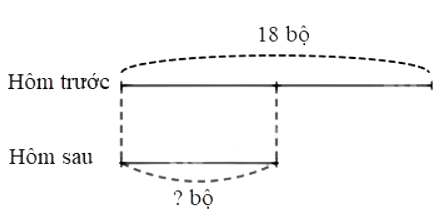 18 bộ
Hôm trước
Hôm sau
? bộ